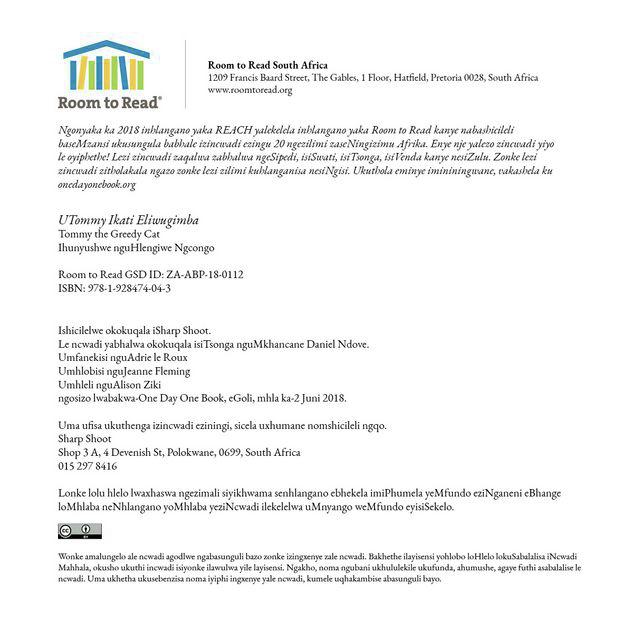 Room to Read®
Room to Read South Africa
1209 Francis Baard Street, The Gables, 1 Floor, Hatfield, Pretoria 0028, South Africa
www.roomtoread.org
Ngonyaka ka 2018 inhlangano yaka REACH yalekelela inhlangano yaka Room to Read kanye nabashicileli
baseMzansi ukusungula babhale izincwadi ezingu 20 ngezilimi zaseNingizimu Afrika. Enye nje yalezo zincwadi yiyo
le oyiphethe! Lezi zincwadi zaqalwa zabhalwa ngeSipedi, isiSwati, isiTsonga, isiVenda kanye nesiZulu. Zonke lezi
zincwadi zitholakala ngazo zonke lezi zilimi kuhlanganisa nesiNgisi. Ukuthola eminye imininingwane, vakashela ku
onedayonebook.org
UTommy Ikati Eliwugimba
Tommy the Greedy Cat
Ihunyushwe nguHlengiwe Ngcongo
Room to Read GSD ID: ZA-ABP-18-0112
ISBN: 978-1-928474-04-3
Ishicilelwe okokuqala iSharp Shoot.
Le ncwadi yabhalwa okokuqala isiTsonga nguMkhancane Daniel Ndove.
Umfanekisi nguAdrie le Roux
Umhlobisi nguJeanne Fleming
Umhleli nguAlison Ziki
ngosizo lwabakwa-One Day One Book, eGoli, mhla ka-2 Juni 2018.
Uma ufisa ukuthenga izincwadi eziningi, sicela uxhumane nomshicileli ngqo.
Sharp Shoot
Shop 3 A, 4 Devenish St, Polokwane, 0699, South Africa
015 297 8416
Lonke lolu hlelo lwaxhaswa ngezimali siyikhwama senhlangano ebhekela imiPhumela yeMfundo eziNganeni eBhange
loMhlaba neNhlangano yoMhlaba yeziNcwadi ilekelelwa uMnyango weMfundo eyisiSekelo.
cc BY
Wonke amalungelo ale ncwadi agodlwe ngabasunguli bazo zonke izingxenye zale ncwadi. Bakhethe ilayisensi yohlobo loHlelo lokuSabalalisa iNcwadi
Mahhala, okusho ukuthi incwadi isiyonke ilawulwa yile layisensi. Ngakho, noma ngubani ukhululekile ukufunda, ahumushe, agaye futhi asabalalise le
ncwadi. Uma ukhetha ukusebenzisa noma iyiphi ingxenye yale ncwadi, kumele uqhakambise abasunguli bayo.